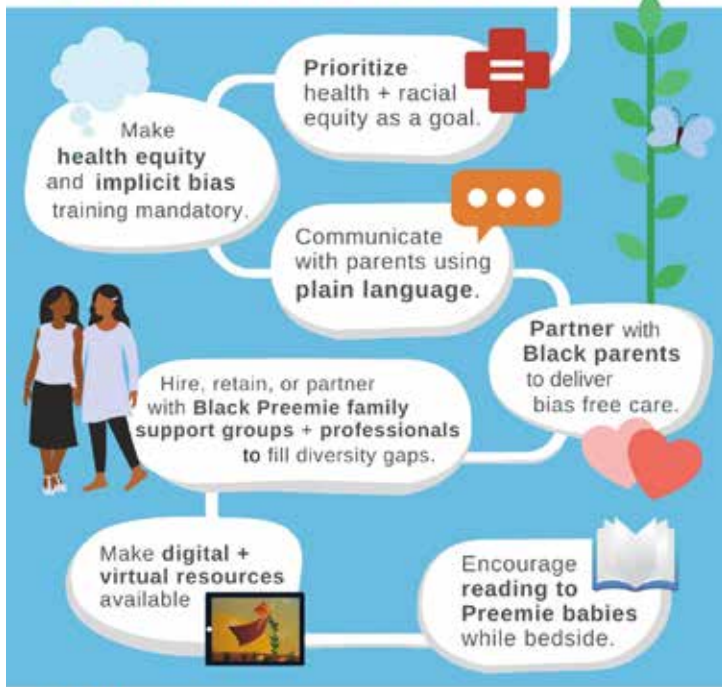 Prioritize
health + racial
equity as a goal.
Make
health equity
and implicit bias
training mandatory.
Communicate
with parents using
plain language.
Partner with
Black parents
to deliver
bias free care.
Hire, retain, or partner
with Black Preemie family
support groups + professionals
to fill diversity gaps.
Make digital +
virtual resources
available
Encourage
reading to
Preemie babies
while bedside.